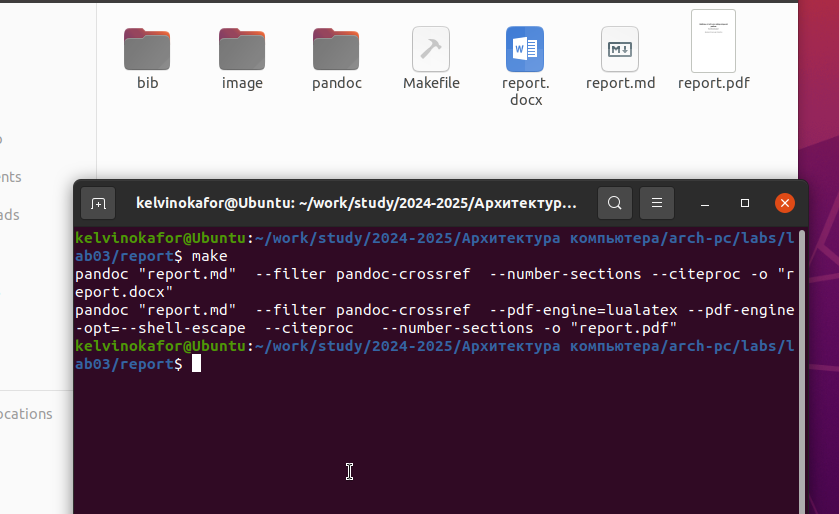 bib
image
pandoc
Makefile
report.
docx
report.md
report.pdf
ents
ads
ocations
kelvinokafor@Ubuntu: ~/work/study/2024-2025/Архитектур...
kelvinokafor@Ubuntu:~/work/study/2024-2025/Архитектура компьютера/arch-pc/labs/l
ab03/report$ make
pandoc "report.md"  --filter pandoc-crossref  --number-sections --citeproc -o "r
eport.docx"
pandoc "report.md"  --filter pandoc-crossref  --pdf-engine=lualatex --pdf-engine
-opt=--shell-escape  --citeproc   --number-sections -o "report.pdf"
kelvinokafor@Ubuntu:~/work/study/2024-2025/Архитектура компьютера/arch-pc/labs/l
ab03/report$